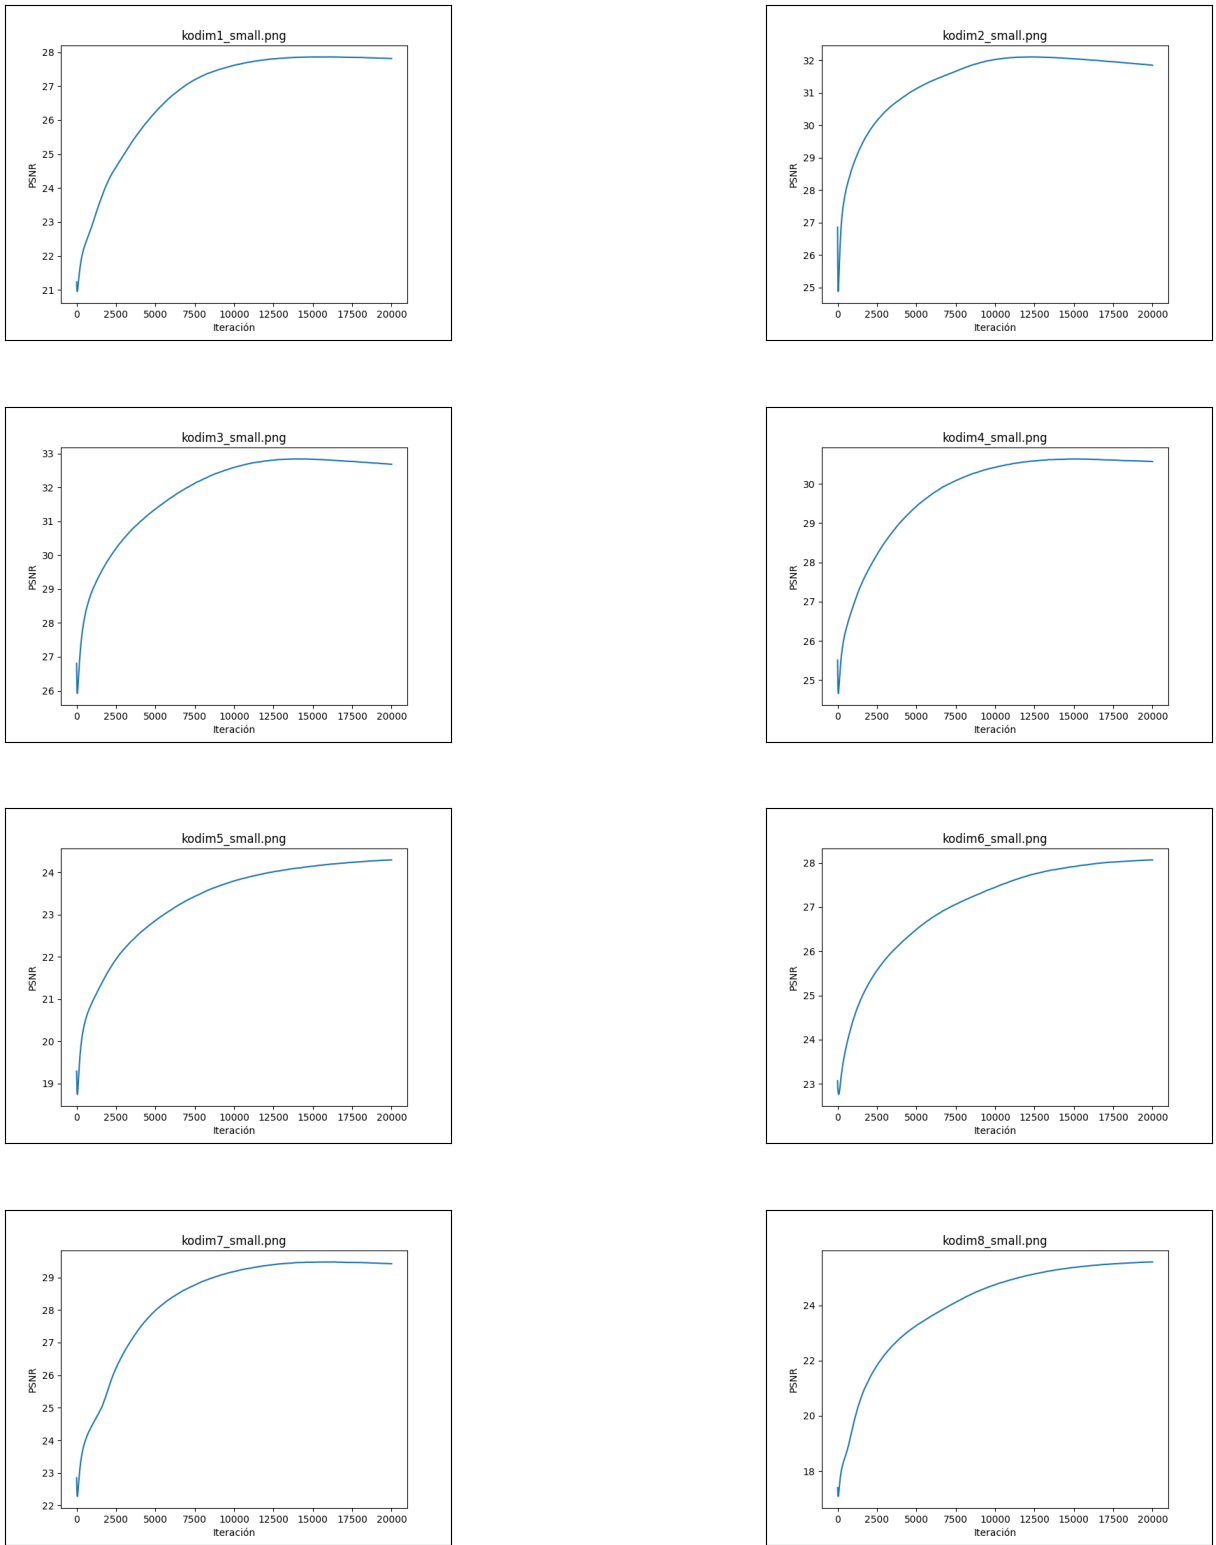 kodim1_small.png
28
27
26
25
24
23
22
21
PSNR
0 2500 5000 7500 10000 12500 15000 17500 20000
Iteración
kodim2_small.png
32
31
30
29
28
27
26
25
PSNR
0 2500 5000 7500 10000 12500 15000 17500 20000
Iteración
kodim3_small.png
33
32
31
30
29
28
27
26
PSNR
0 2500 5000 7500 10000 12500 15000 17500 20000
Iteración
kodim4_small.png
30
29
28
27
26
25
PSNR
0 2500 5000 7500 10000 12500 15000 17500 20000
Iteración
kodim5_small.png
24
23
22
21
20
19
PSNR
0 2500 5000 7500 10000 12500 15000 17500 20000
Iteración
kodim6_small.png
28
27
26
25
24
23
PSNR
0 2500 5000 7500 10000 12500 15000 17500 20000
Iteración
kodim7_small.png
29
28
27
26
25
24
23
22
PSNR
0 2500 5000 7500 10000 12500 15000 17500 20000
Iteración
kodim8_small.png
24
22
20
18
PSNR
0 2500 5000 7500 10000 12500 15000 17500 20000
Iteración